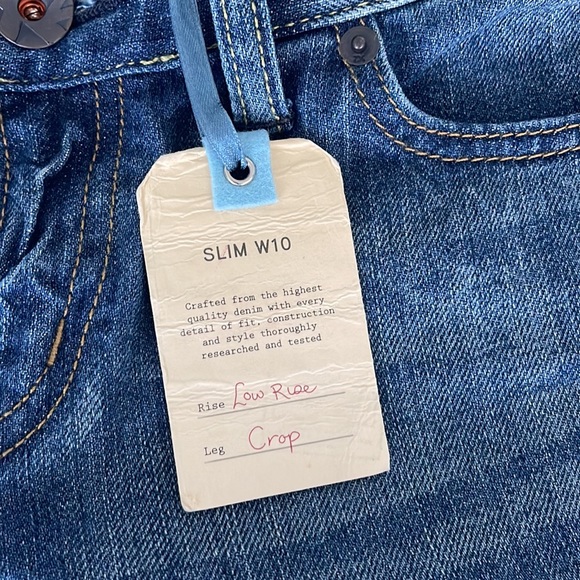 SLIM W10
Crafted from the highest
quality denim with every
detail of fit, construction
and style thoroughly
researched and tested
Rise Low Rise
Leg Crop